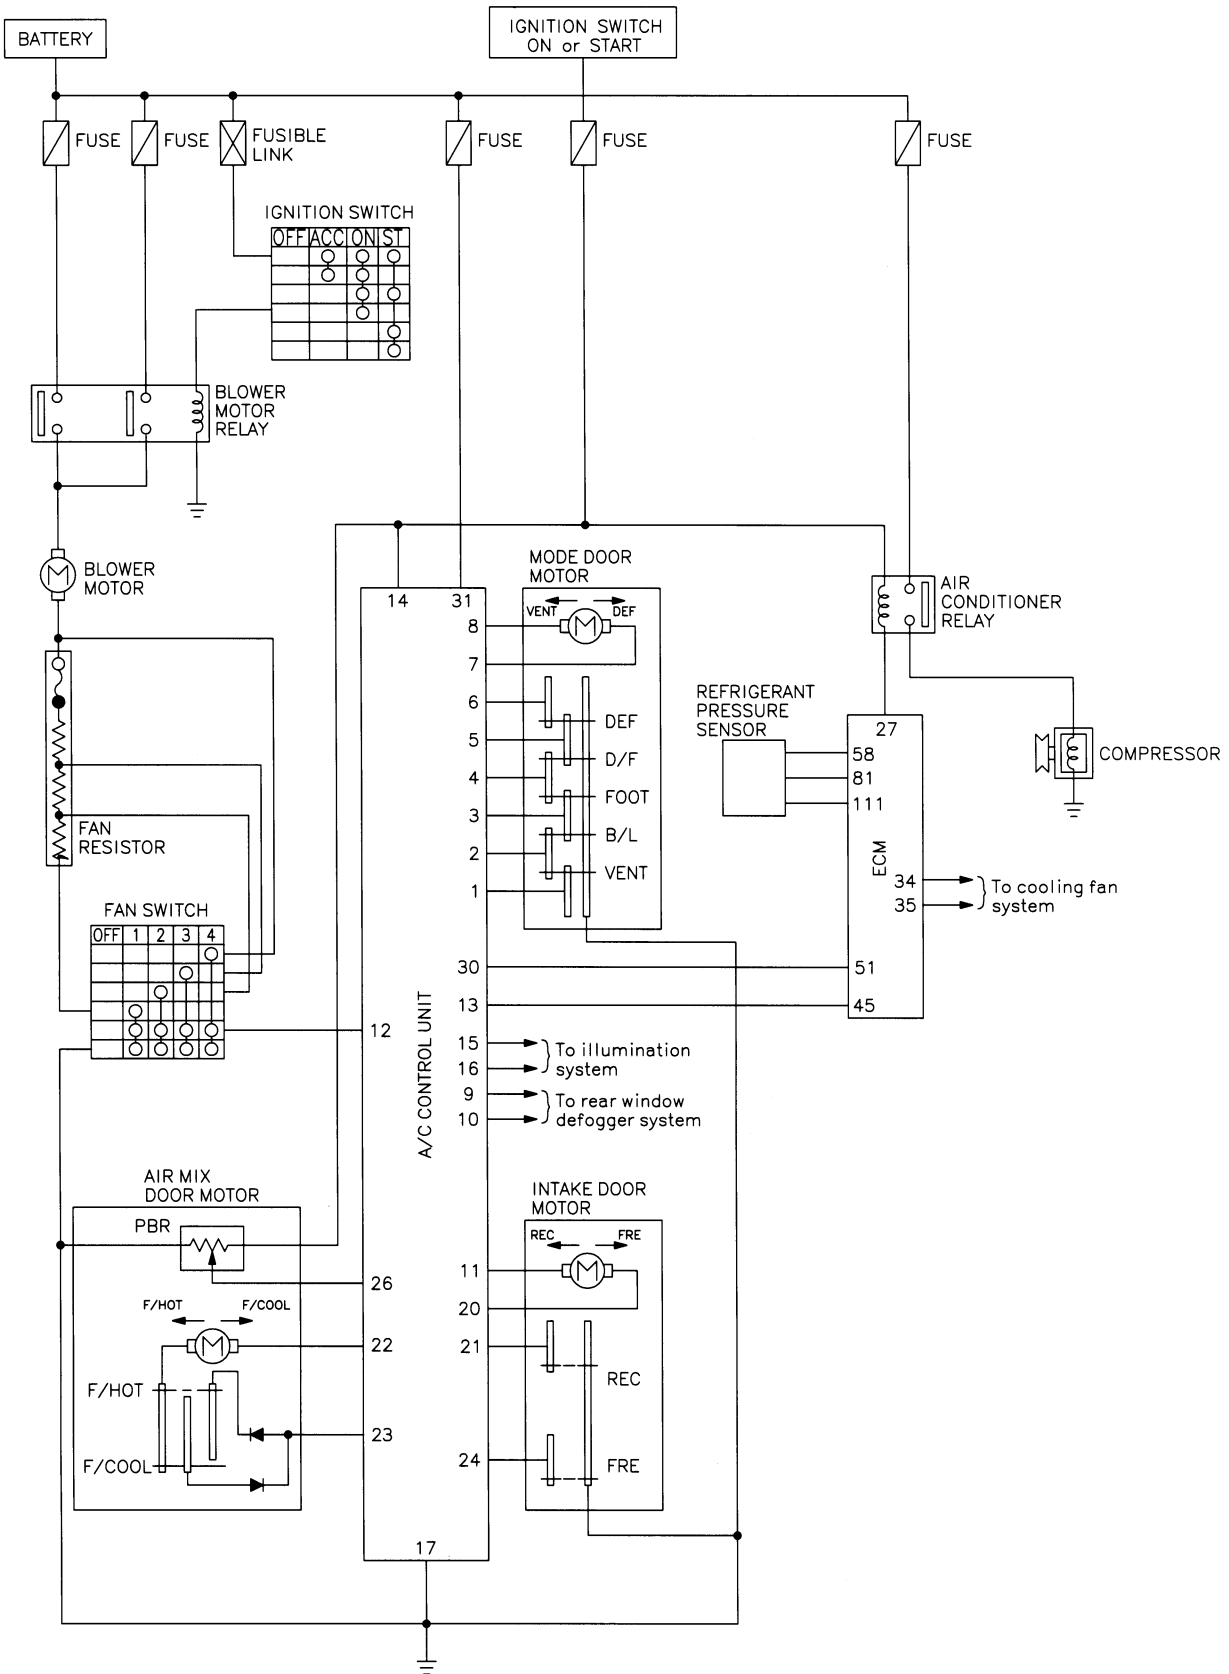 BATTERY
IGNITION SWITCH
ON or START
FUSE
FUSE
FUSIBLE
LINK
FUSE
FUSE
FUSE
IGNITION SWITCH
OFF ACC ON ST
BLOWER
MOTOR
RELAY
BLOWER
MOTOR
14
31
MODE DOOR
MOTOR
VENT DEF
M
M
8
7
6
5
4
3
2
1
DEF
D/F
FOOT
B/L
VENT
AIR
CONDITIONER
RELAY
REFRIGERANT
PRESSURE
SENSOR
27
58
81
111
ECM
34
35
To cooling fan
system
COMPRESSOR
FAN
RESISTOR
FAN SWITCH
OFF 1 2 3 4
12
30
13
51
45
A/C CONTROL UNIT
15
16
To illumination
system
9
10
To rear window
defogger system
AIR MIX
DOOR MOTOR
PBR
26
F/HOT F/COOL
M
22
F/HOT
F/COOL
23
INTAKE DOOR
MOTOR
REC FRE
M
11
20
21
24
REC
FRE
17